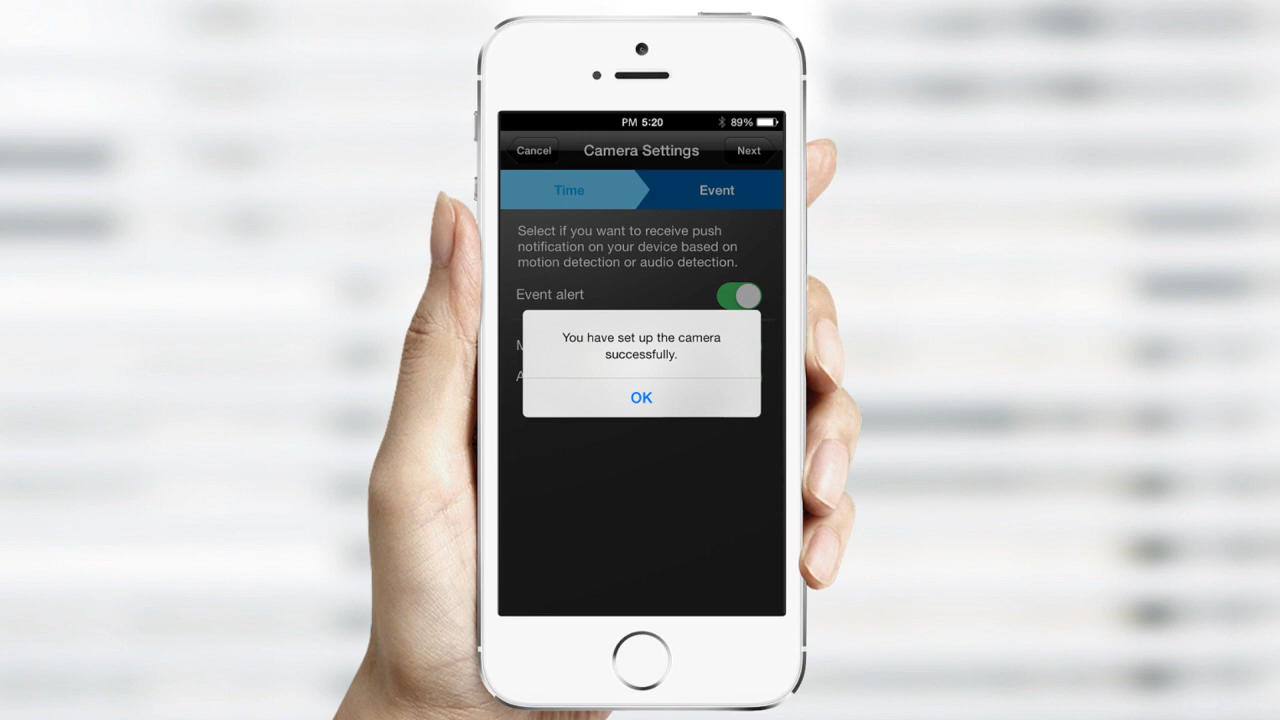 PM 5:20 89%
Cancel Camera Settings Next
Time Event
Select if you want to receive push
notification on your device based on
motion detection or audio detection.
Event alert
You have set up the camera
successfully.
OK